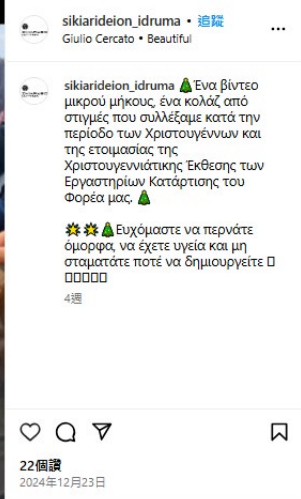 sikiarideion_idruma • 追蹤
Giulio Cercato • Beautiful
sikiarideion_idruma 🎄Ένα βίντεο
μικρού μήκους, ένα κολάζ από
στιγμές που συλλέξαμε κατά την
περίοδο των Χριστουγέννων και
της ετοιμασίας της
Χριστουγεννιάτικης Έκθεσης των
Εργαστηρίων Κατάρτισης του
Φορέα μας. 🎄
🌟🌟🎄Ευχόμαστε να περνάτε
όμορφα, να έχετε υγεία και μη
σταματάτε ποτέ να δημιουργείτε
4週
22個讚
2024年12月23日